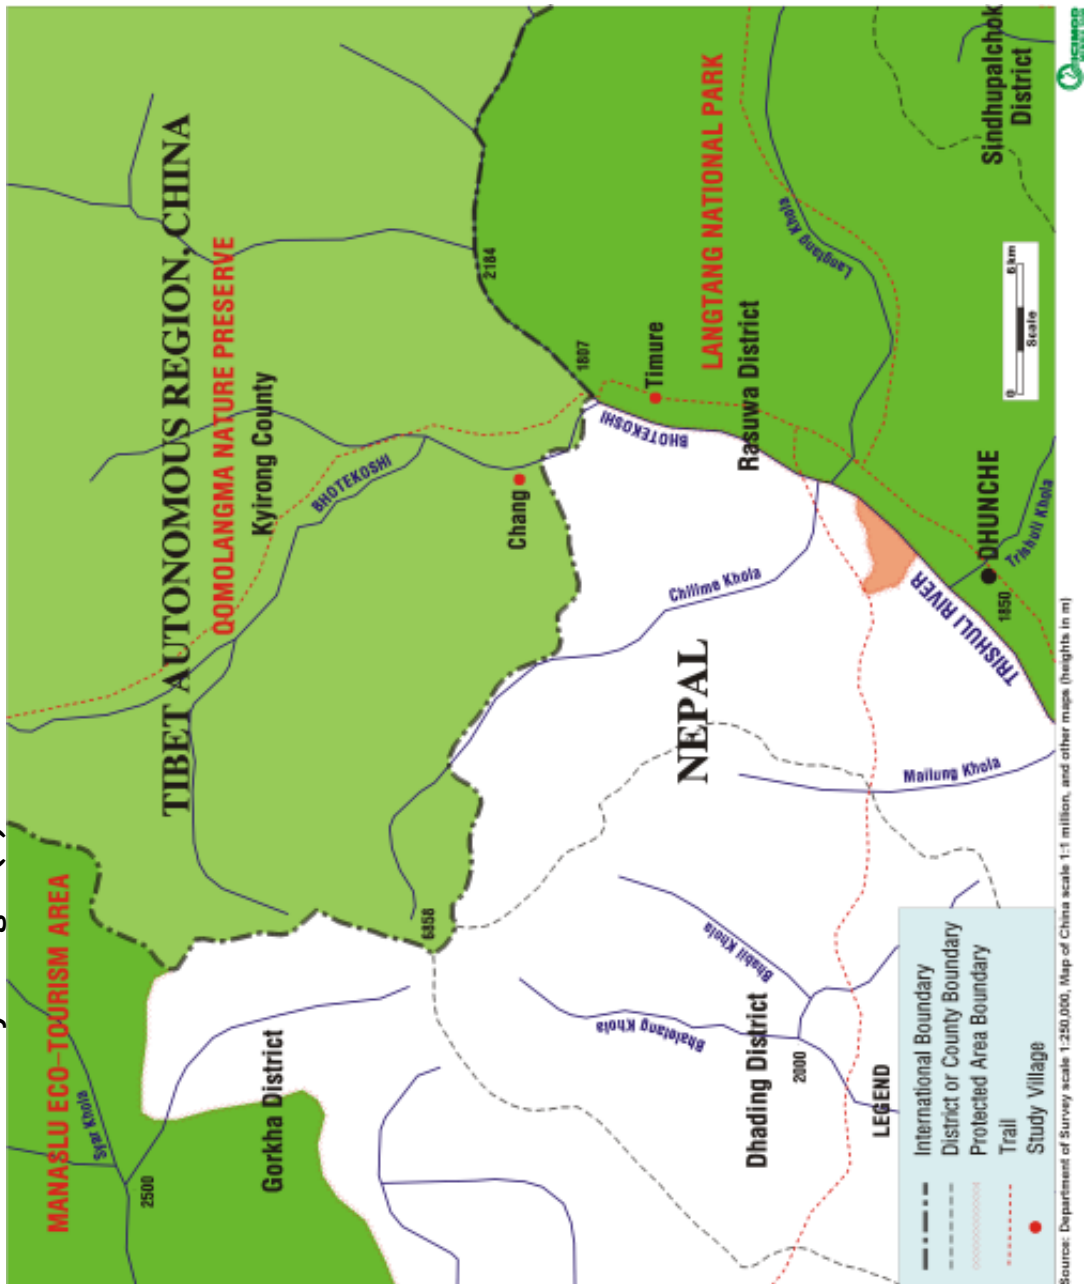 MANASLU ECO-TOURISM AREA
Syar Khola
2500
Gorkha District
TIBET AUTONOMOUS REGION, CHINA
QOMOLANGMA NATURE PRESERVE
Kyirong County
BHOTEKOSHI
Chang
6858
2184
1807
Timure
BHOTEKOSHI
LANGTANG NATIONAL PARK
Rasuwa District
Langtang Khola
Sindhupalchok
District
Chilime Khola
NEPAL
TRISHULI RIVER
DHUNCHE
1850
Trishuli Khola
Mailung Khola
Bhabil Khola
Bhaletang Khola
Dhading District
2000
LEGEND
International Boundary
District or County Boundary
Protected Area Boundary
Trail
Study Village
0 6 km
Scale
ICIMOD
Source: Department of Survey scale 1:250,000, Map of China scale 1:1 million, and other maps (heights in m)